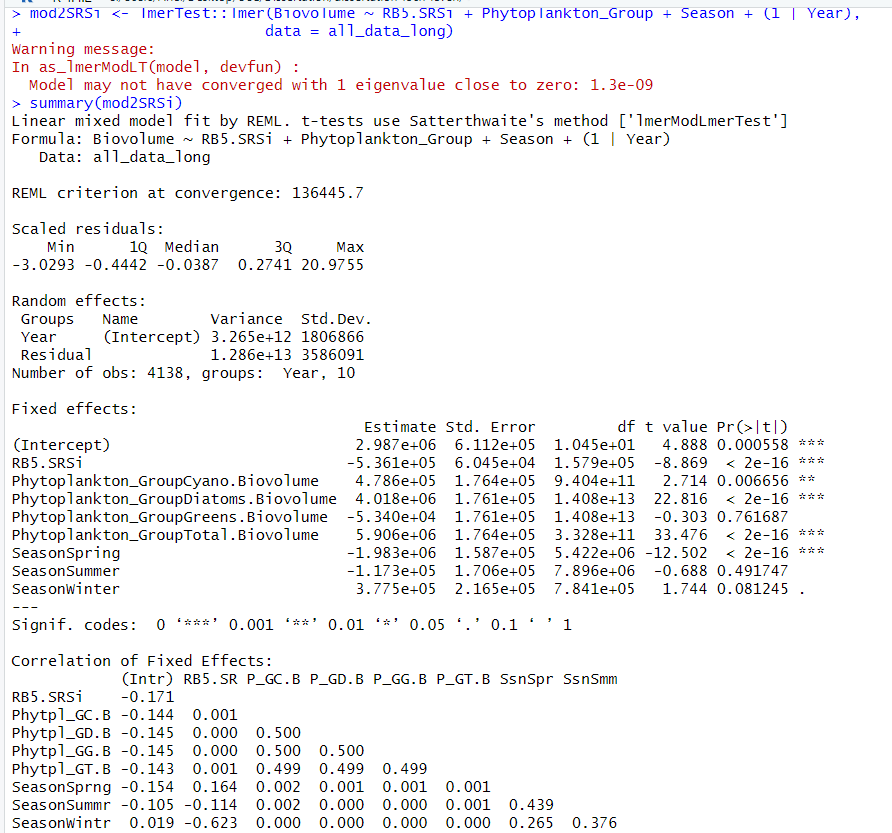 > mod2SRSi <- lmerTest::lmer(Biovolume ~ RB5.SRSi + Phytoplankton_Group + Season + (1 | Year),
+                            data = all_data_long)
Warning message:
In as_lmerModLT(model, devfun) :
  Model may not have converged with 1 eigenvalue close to zero: 1.3e-09
> summary(mod2SRSi)
Linear mixed model fit by REML. t-tests use Satterthwaite's method ['lmerModLmerTest']
Formula: Biovolume ~ RB5.SRSi + Phytoplankton_Group + Season + (1 | Year)
   Data: all_data_long

REML criterion at convergence: 136445.7

Scaled residuals:
    Min      1Q  Median      3Q     Max
-3.0293 -0.4442 -0.0387  0.2741 20.9755

Random effects:
 Groups   Name        Variance  Std.Dev.
 Year     (Intercept) 3.265e+12 1806866
 Residual             1.286e+13 3586091
Number of obs: 4138, groups:  Year, 10

Fixed effects:
                                       Estimate Std. Error         df t value Pr(>|t|)
(Intercept)                           2.987e+06  6.112e+05  1.045e+01   4.888 0.000558 ***
RB5.SRSi                             -5.361e+05  6.045e+04  1.579e+05  -8.869  < 2e-16 ***
Phytoplankton_GroupCyano.Biovolume    4.786e+05  1.764e+05  9.404e+11   2.714 0.006656 **
Phytoplankton_GroupDiatoms.Biovolume  4.018e+06  1.761e+05  1.408e+13  22.816  < 2e-16 ***
Phytoplankton_GroupGreens.Biovolume  -5.340e+04  1.761e+05  1.408e+13  -0.303 0.761687
Phytoplankton_GroupTotal.Biovolume    5.906e+06  1.764e+05  3.328e+11  33.476  < 2e-16 ***
SeasonSpring                         -1.983e+06  1.587e+05  5.422e+06 -12.502  < 2e-16 ***
SeasonSummer                         -1.173e+05  1.706e+05  7.896e+06  -0.688 0.491747
SeasonWinter                          3.775e+05  2.165e+05  7.841e+05   1.744 0.081245 .
---
Signif. codes:  0 ‘***’ 0.001 ‘**’ 0.01 ‘*’ 0.05 ‘.’ 0.1 ‘ ’ 1

Correlation of Fixed Effects:
            (Intr) RB5.SR P_GC.B P_GD.B P_GG.B P_GT.B SsnSpr SsnSmm
RB5.SRSi    -0.171
Phytpl_GC.B -0.144  0.001
Phytpl_GD.B -0.145  0.000  0.500
Phytpl_GG.B -0.145  0.000  0.500  0.500
Phytpl_GT.B -0.143  0.001  0.499  0.499  0.499
SeasonSprng -0.154  0.164  0.002  0.001  0.001  0.001
SeasonSummr -0.105 -0.114  0.002  0.000  0.000  0.001  0.439
SeasonWintr  0.019 -0.623  0.000  0.000  0.000  0.000  0.265  0.376